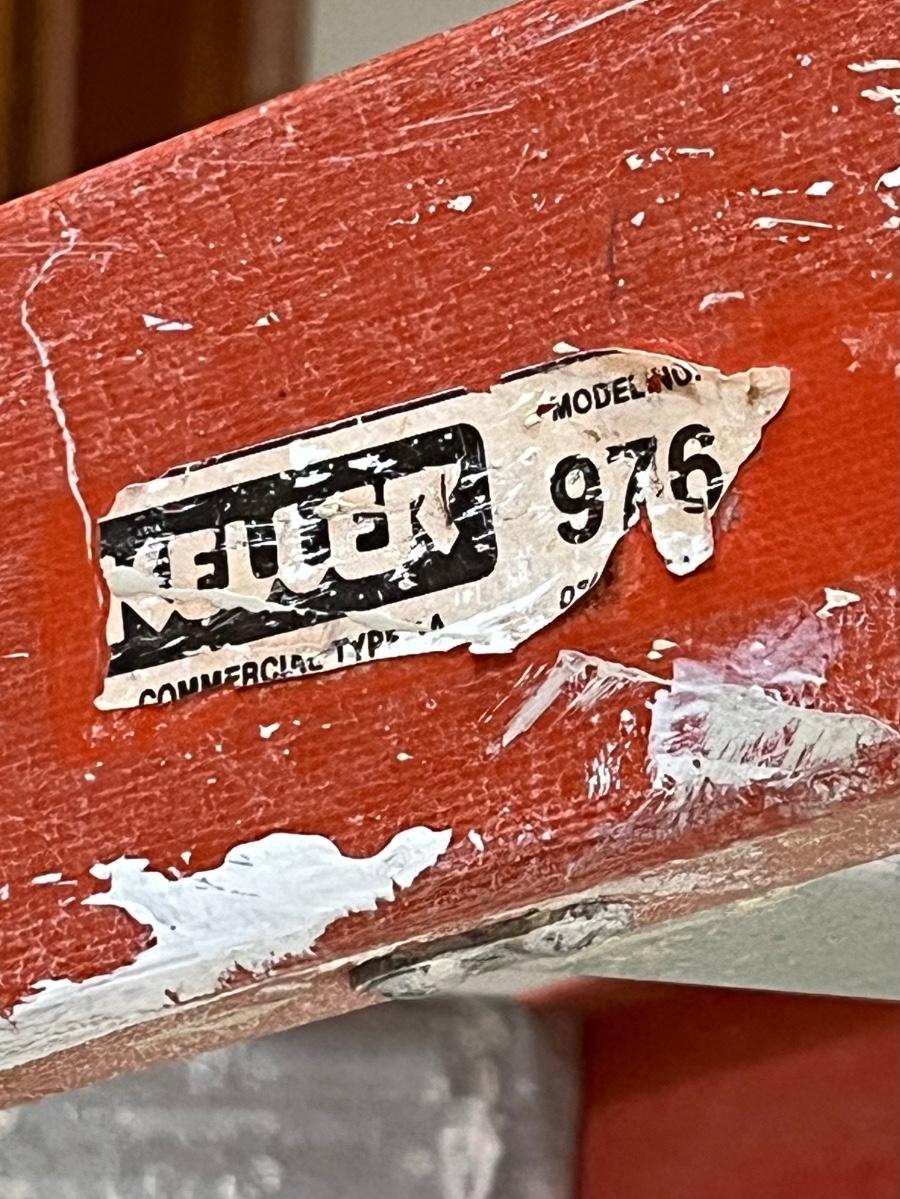 MODEL NO.
KELLER
976
COMMERCIAL TYPE IA